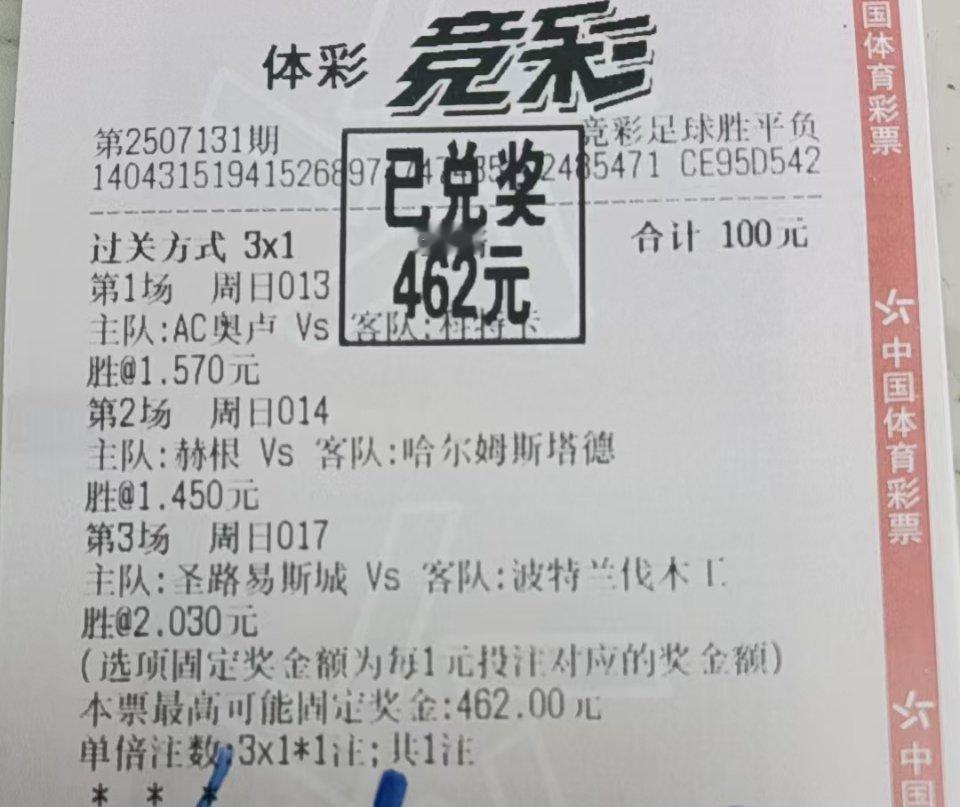 体彩 竞彩
第2507131期 竞彩足球胜平负
14043151941526897 2485471 CE95D542
已兑奖
462元
过关方式 3x1 合计 100元
第1场 周日013
主队:AC奥卢 Vs 客队:科特卡
胜@1.570元
第2场 周日014
主队:赫根 Vs 客队:哈尔姆斯塔德
胜@1.450元
第3场 周日017
主队:圣路易斯城 Vs 客队:波特兰伐木工
胜@2.030元
(选项固定奖金额为每1元投注对应的奖金额)
本票最高可能固定奖金:462.00元
单倍注数:3x1*1注;共1注
* * *
国体育彩票
中国体育彩票
中国